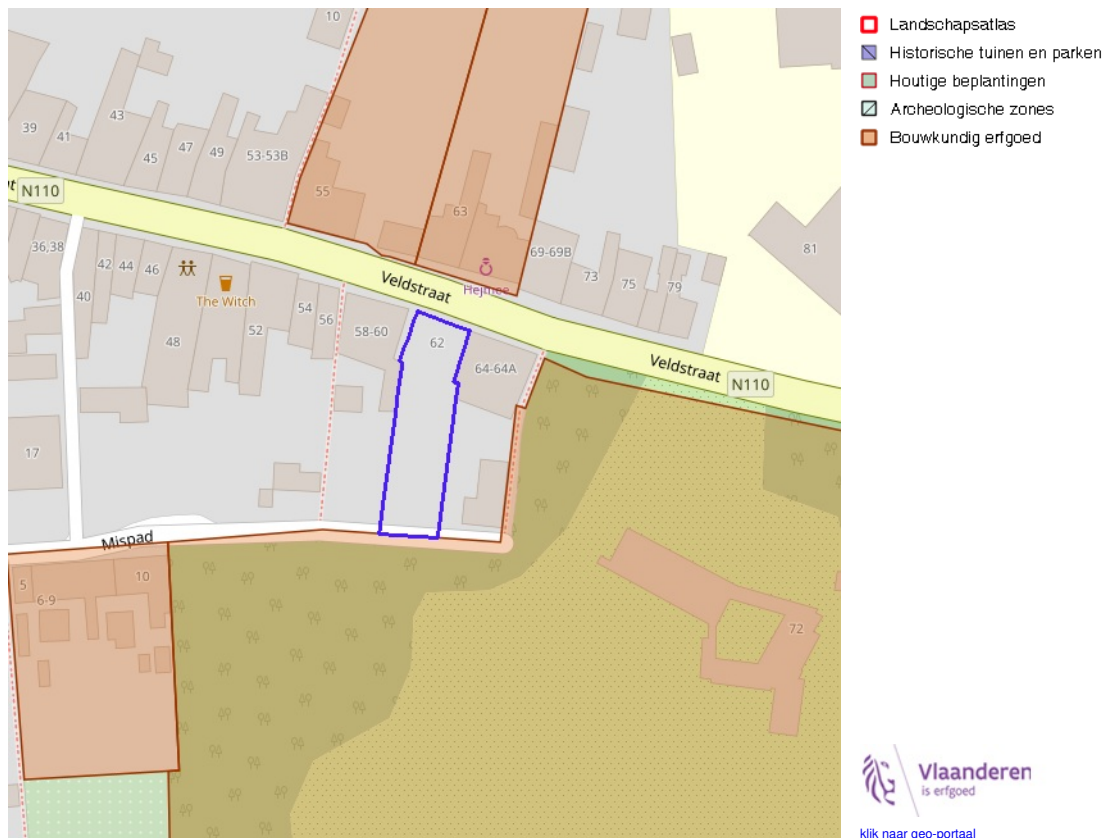 Landschapsatlas
Historische tuinen en parken
Houtige beplantingen
Archeologische zones
Bouwkundig erfgoed
10
39
41
43
45
47
49
53-53B
55
63
N110
36,38
40
42
44
46
48
The Witch
52
54
56
58-60
62
64-64A
Veldstraat
Hejmee
69-69B
73
75
79
81
Veldstraat
N110
17
Mispad
5
6-9
10
72
Vlaanderen
is erfgoed
klik naar geo-portaal